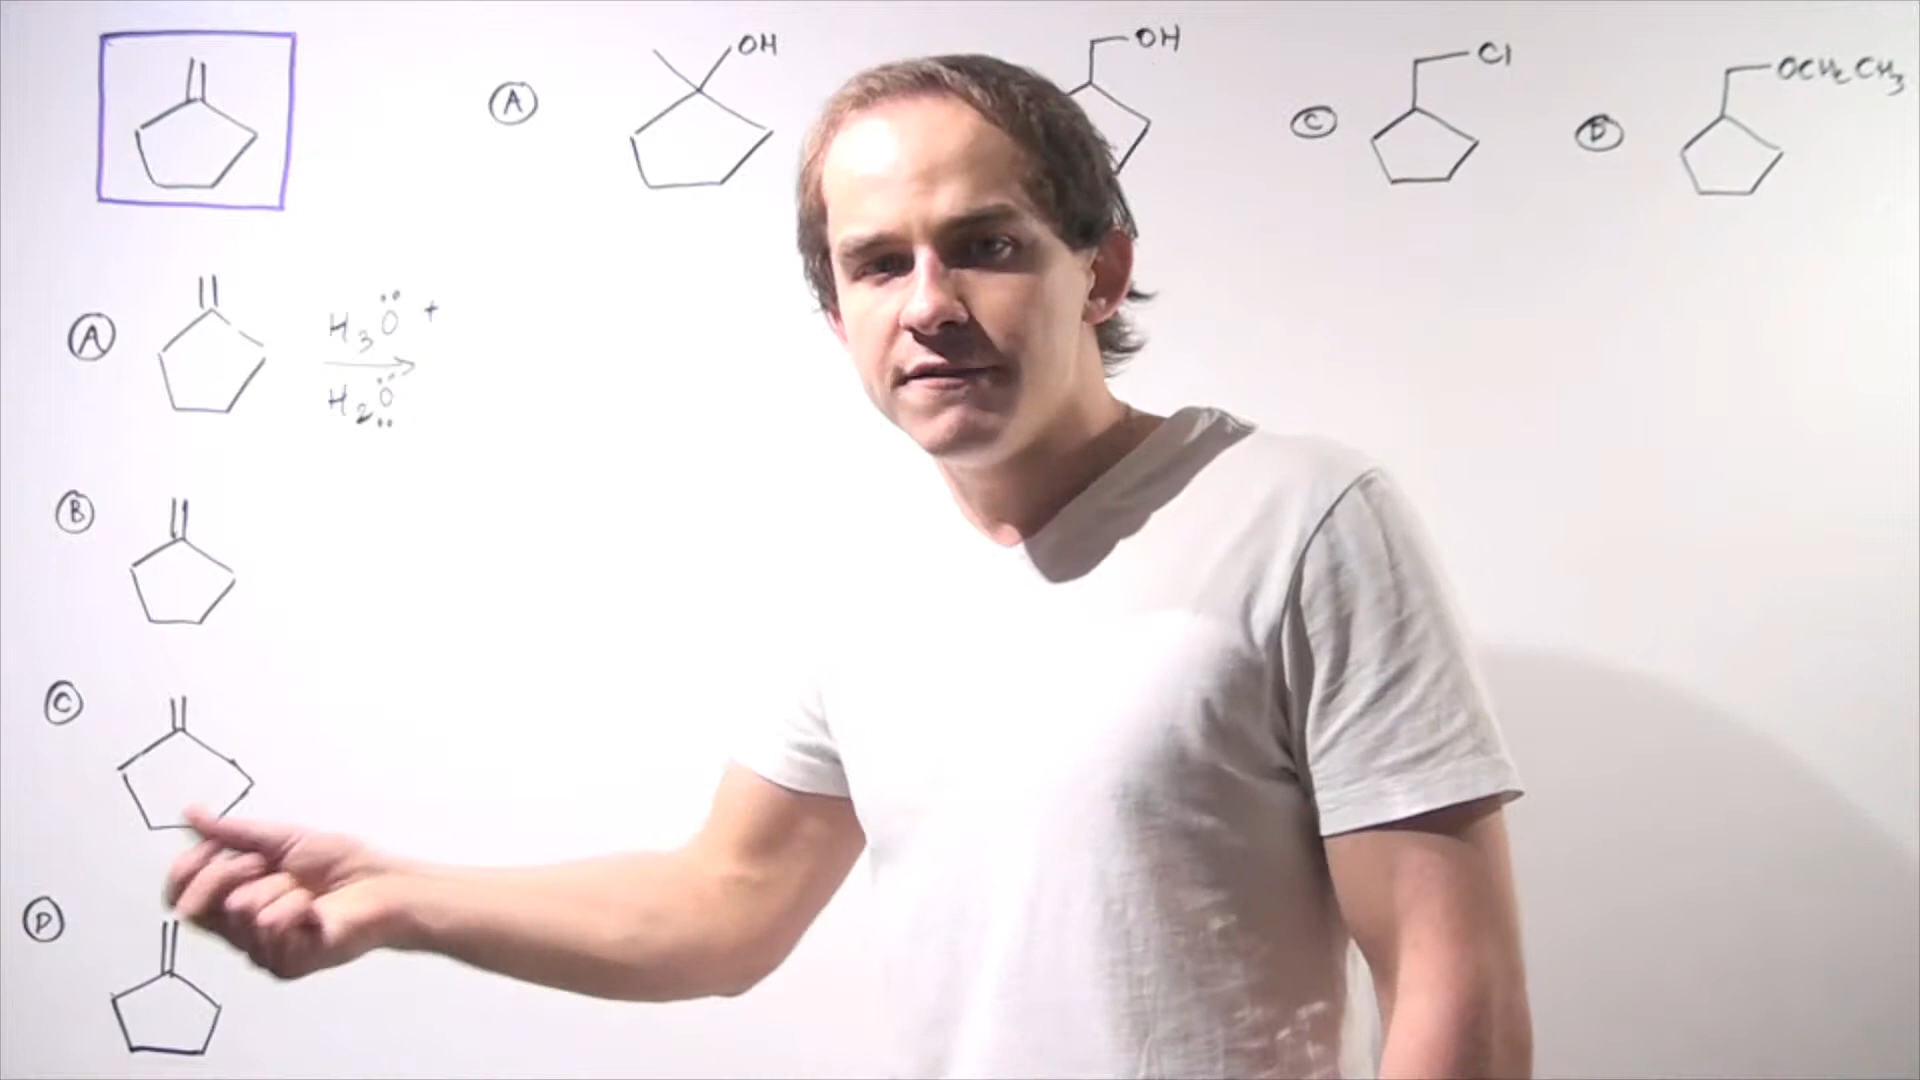 Ⓐ OH
OH
Ⓒ Cl
Ⓓ OCH₂CH₃
Ⓐ H₃O +
H₂O
Ⓑ
Ⓒ
Ⓓ